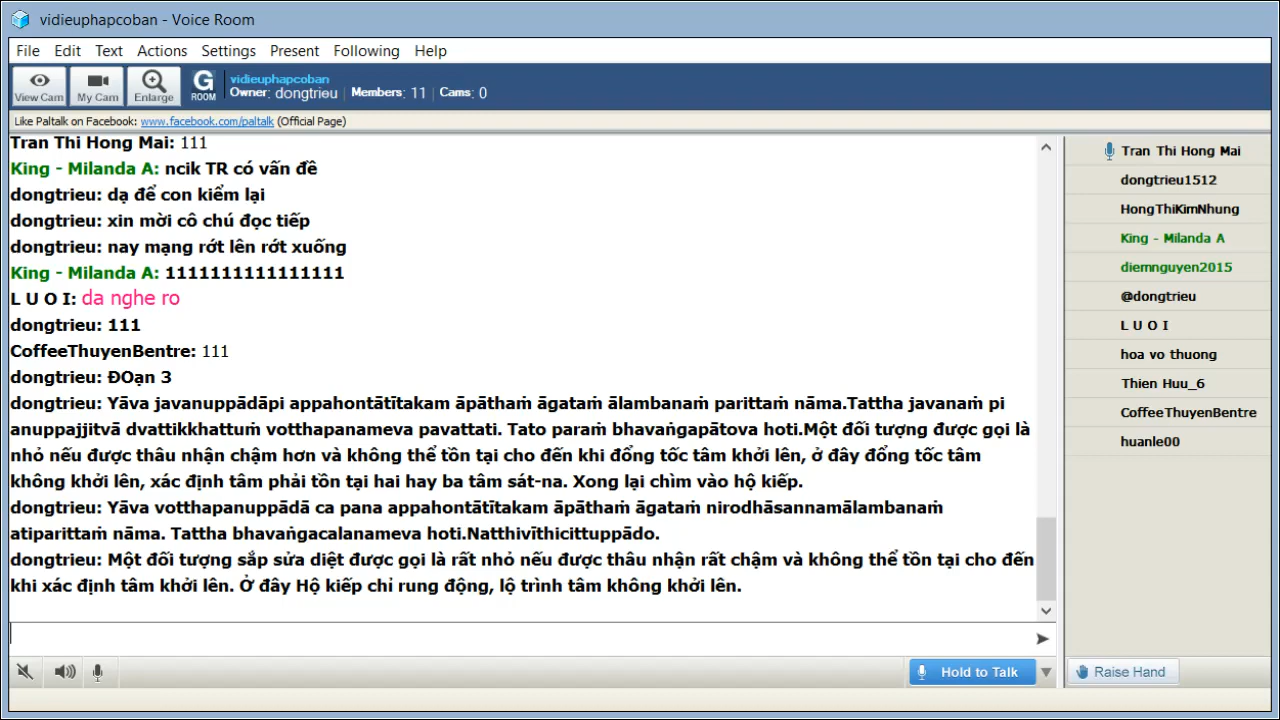 vidieuphapcoban - Voice Room
File Edit Text Actions Settings Present Following Help
View Cam My Cam Enlarge G ROOM vidieuphapcoban
Owner: dongtrieu | Members: 11 | Cams: 0
Like Paltalk on Facebook: www.facebook.com/paltalk (Official Page)
Tran Thi Hong Mai: 111
King - Milanda A: ncik TR có vấn đề
dongtrieu: dạ để con kiểm lại
dongtrieu: xin mời cô chú đọc tiếp
dongtrieu: nay mạng rớt lên rớt xuống
King - Milanda A: 1111111111111111
L U O I: da nghe ro
dongtrieu: 111
CoffeeThuyenBentre: 111
dongtrieu: ĐOạn 3
dongtrieu: Yāva javanuppādāpi appahontātītakam āpāthaṁ āgataṁ ālambanaṁ parittaṁ nāma.Tattha javanaṁ pi
anuppajjitvā dvattikkhattuṁ votthapanameva pavattati. Tato paraṁ bhavaṅgapātova hoti.Một đối tượng được gọi là
nhỏ nếu được thâu nhận chậm hơn và không thể tồn tại cho đến khi đổng tốc tâm khởi lên, ở đây đổng tốc tâm
không khởi lên, xác định tâm phải tồn tại hai hay ba tâm sát-na. Xong lại chìm vào hộ kiếp.
dongtrieu: Yāva votthapanuppādā ca pana appahontātītakam āpāthaṁ āgataṁ nirodhāsannamālambanaṁ
atiparittaṁ nāma. Tattha bhavaṅgacalanameva hoti.Natthivīthicittuppādo.
dongtrieu: Một đối tượng sắp sửa diệt được gọi là rất nhỏ nếu được thâu nhận rất chậm và không thể tồn tại cho đến
khi xác định tâm khởi lên. Ở đây Hộ kiếp chỉ rung động, lộ trình tâm không khởi lên.
Tran Thi Hong Mai
dongtrieu1512
HongThiKimNhung
King - Milanda A
diemnguyen2015
@dongtrieu
L U O I
hoa vo thuong
Thien Huu_6
CoffeeThuyenBentre
huanle00
Hold to Talk
Raise Hand